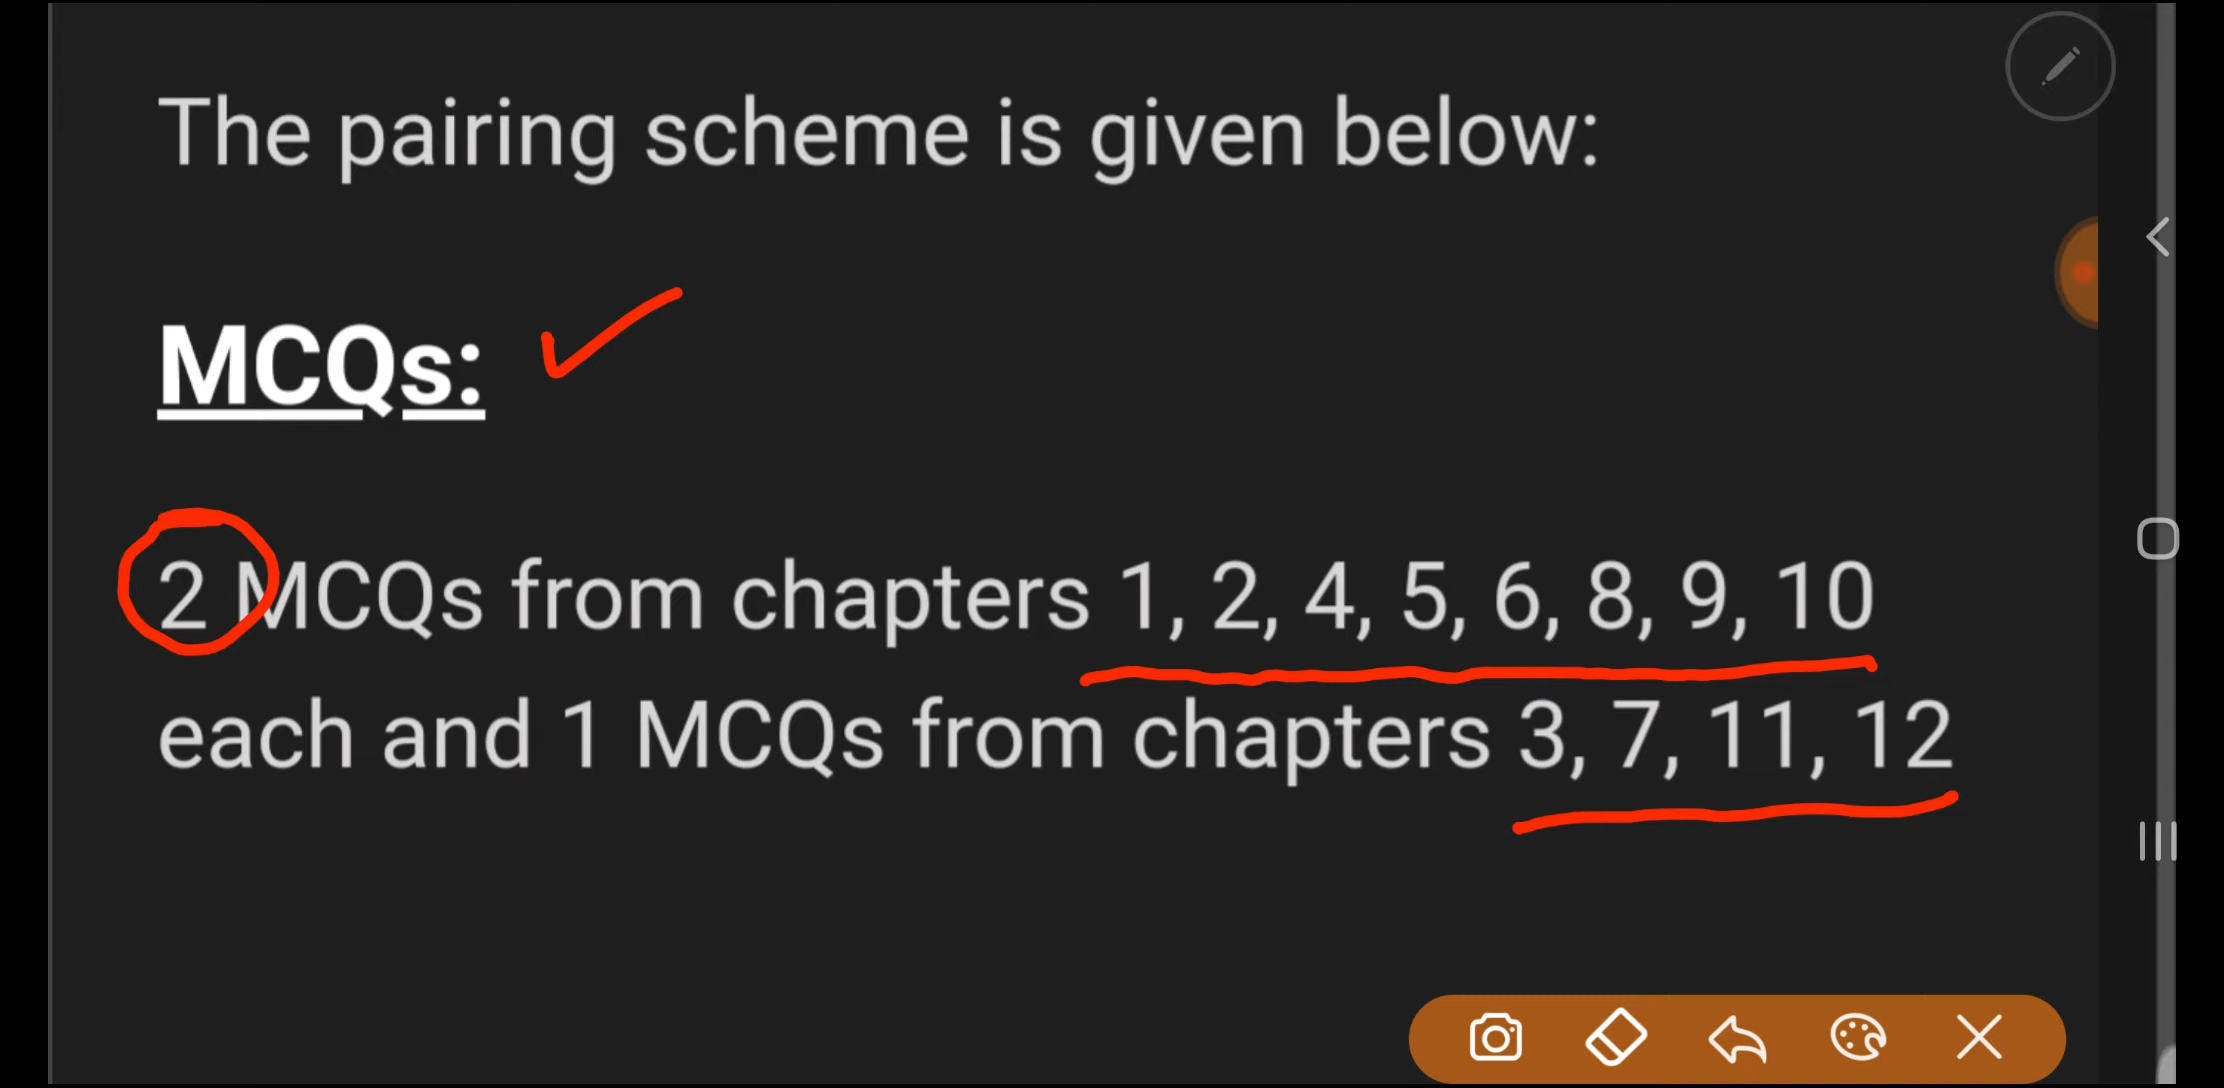 The pairing scheme is given below:
MCQs:
2 MCQs from chapters 1, 2, 4, 5, 6, 8, 9, 10
each and 1 MCQs from chapters 3, 7, 11, 12